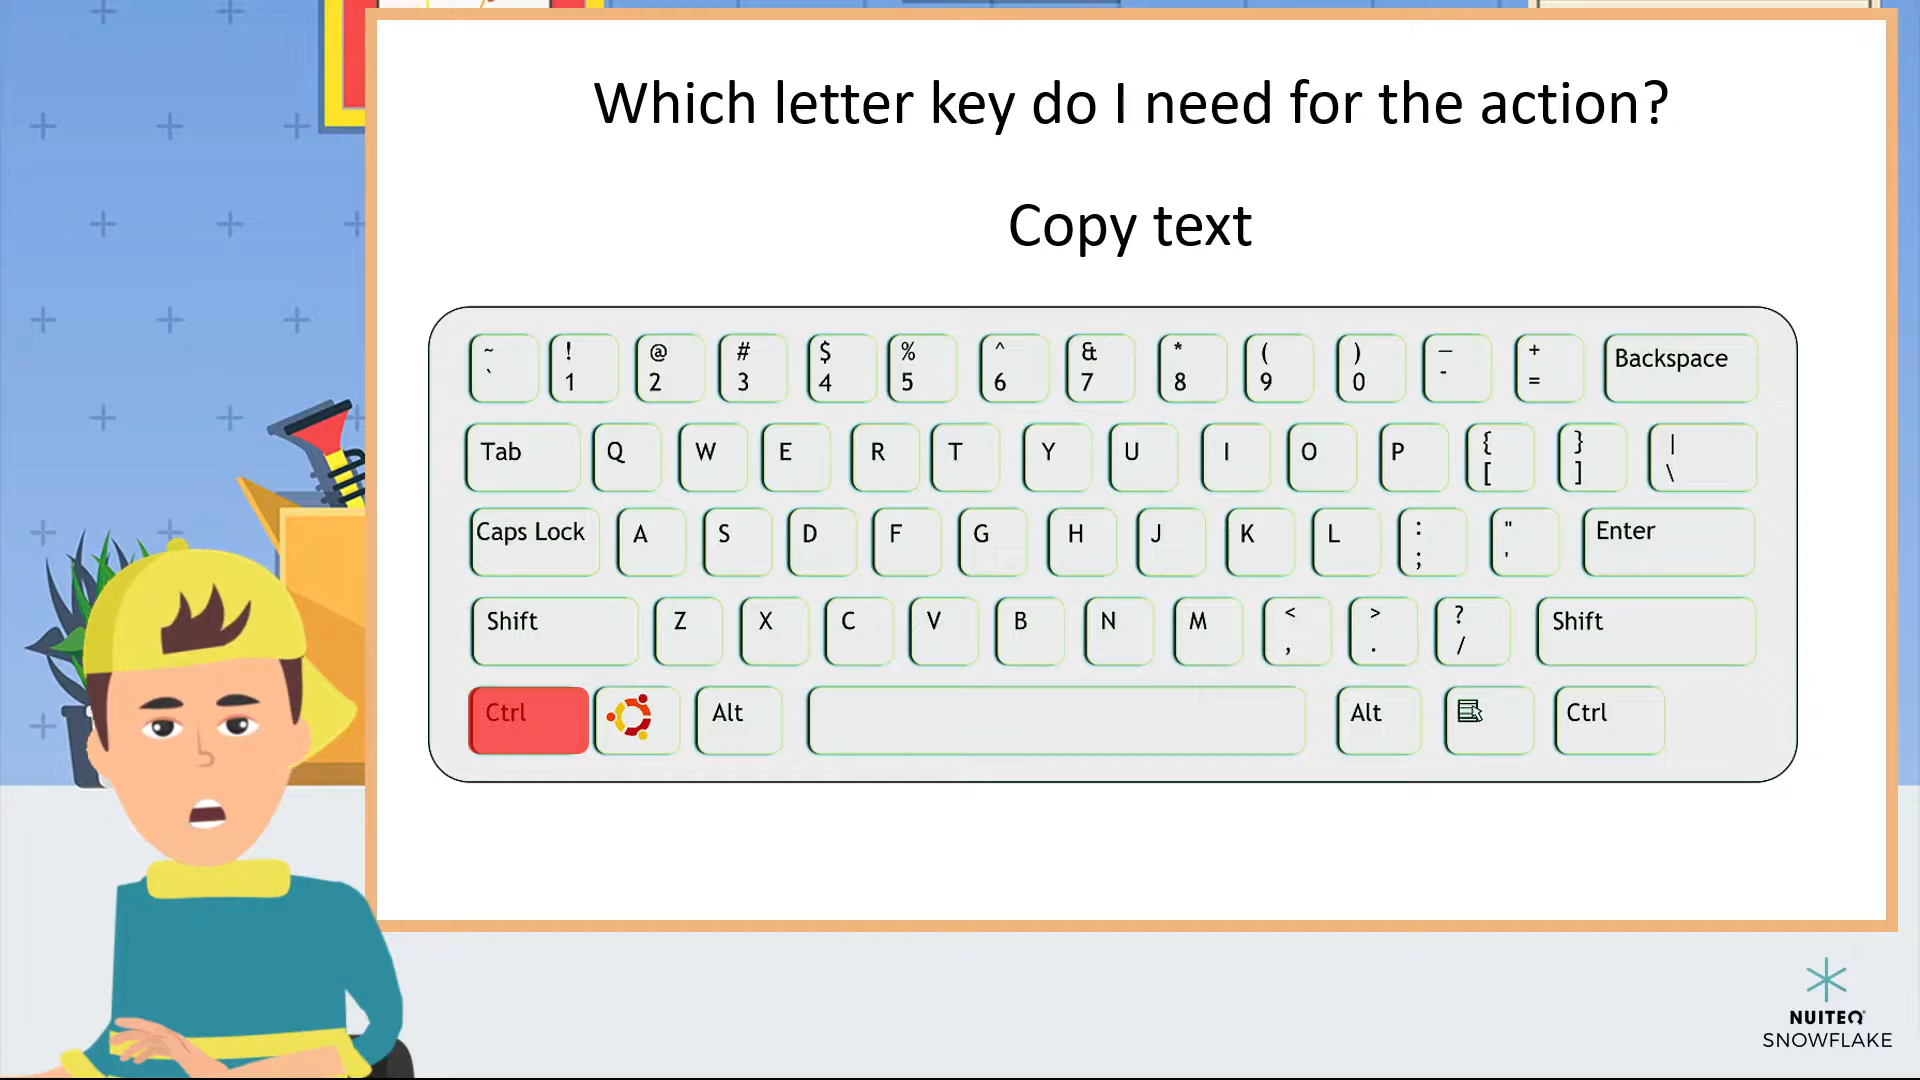 Which letter key do I need for the action?
Copy text
~ ! @ # $ % ^ & * ( ) _ + Backspace
` 1 2 3 4 5 6 7 8 9 0 - =
Tab Q W E R T Y U I O P { } |
[ ] \
Caps Lock A S D F G H J K L : " Enter
; '
Shift Z X C V B N M < > ? Shift
, . /
Ctrl Alt Alt Ctrl
NUITEQ
SNOWFLAKE